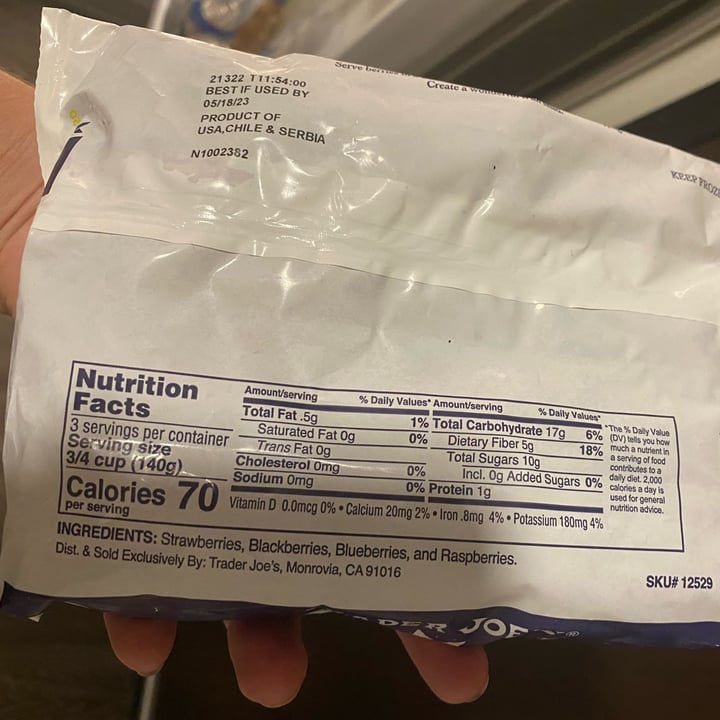 21322 T11:54:00
BEST IF USED BY
05/18/23
PRODUCT OF
USA,CHILE & SERBIA
N1002382
Serve berries
Create a
KEEP FROZE
Nutrition
Facts
3 servings per container
Serving size
3/4 cup (140g)
Calories 70
per serving
Amount/serving % Daily Values*
Total Fat .5g 1%
Saturated Fat 0g 0%
Trans Fat 0g
Cholesterol 0mg 0%
Sodium 0mg 0%
Amount/serving % Daily Values*
Total Carbohydrate 17g 6%
Dietary Fiber 5g 18%
Total Sugars 10g
Incl. 0g Added Sugars 0%
Protein 1g
*The % Daily Value
(DV) tells you how
much a nutrient in
a serving of food
contributes to a
daily diet. 2,000
calories a day is
used for general
nutrition advice.
Vitamin D 0.0mcg 0% • Calcium 20mg 2% • Iron .8mg 4% • Potassium 180mg 4%
INGREDIENTS: Strawberries, Blackberries, Blueberries, and Raspberries.
Dist. & Sold Exclusively By: Trader Joe's, Monrovia, CA 91016
SKU# 12529
DER JOE